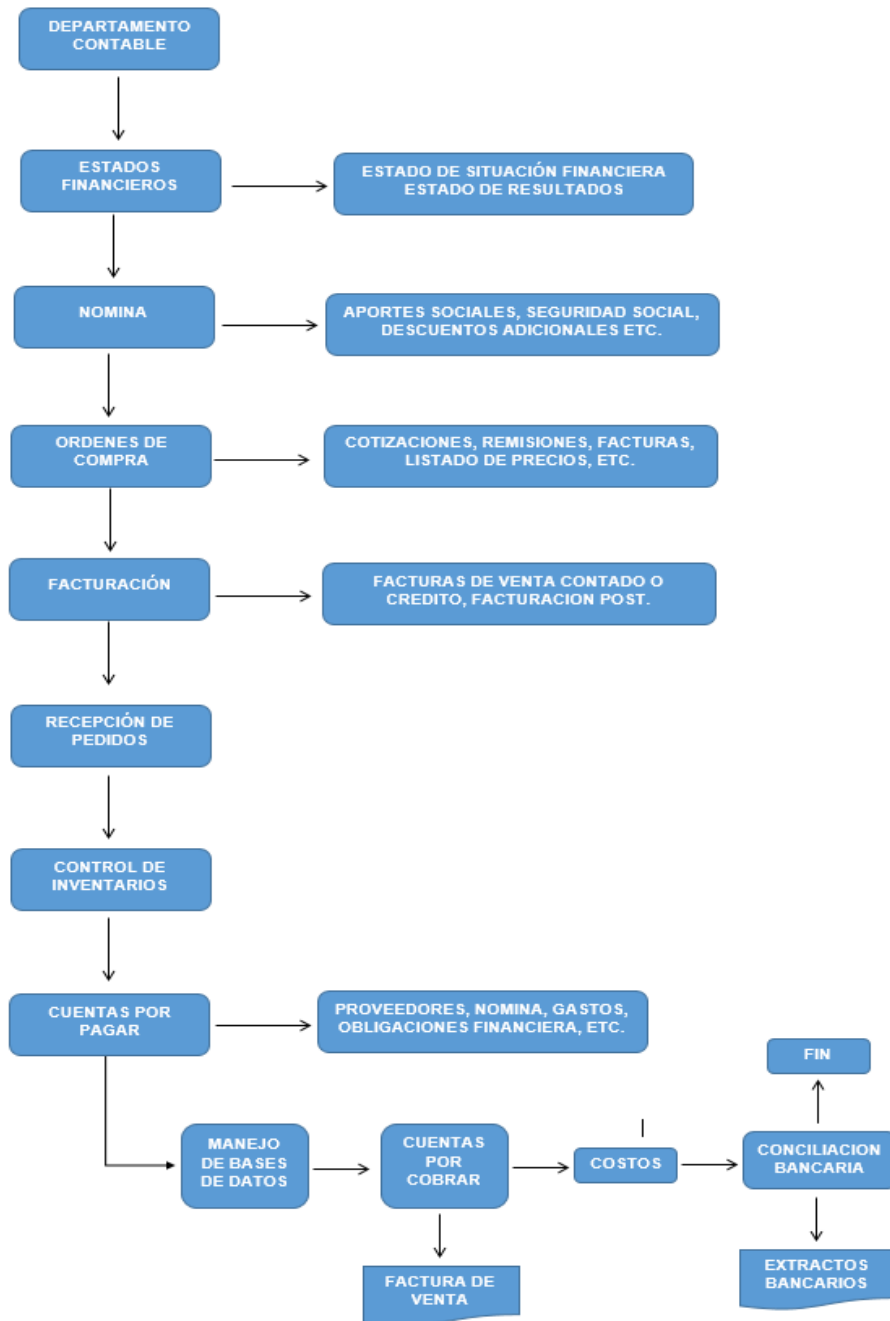 DEPARTAMENTO
CONTABLE
ESTADOS
FINANCIEROS
ESTADO DE SITUACIÓN FINANCIERA
ESTADO DE RESULTADOS
NOMINA
APORTES SOCIALES, SEGURIDAD SOCIAL,
DESCUENTOS ADICIONALES ETC.
ORDENES DE
COMPRA
COTIZACIONES, REMISIONES, FACTURAS,
LISTADO DE PRECIOS, ETC.
FACTURACIÓN
FACTURAS DE VENTA CONTADO O
CREDITO, FACTURACION POST.
RECEPCIÓN DE
PEDIDOS
CONTROL DE
INVENTARIOS
CUENTAS POR
PAGAR
PROVEEDORES, NOMINA, GASTOS,
OBLIGACIONES FINANCIERA, ETC.
FIN
MANEJO
DE BASES
DE DATOS
CUENTAS
POR
COBRAR
COSTOS
CONCILIACION
BANCARIA
FACTURA DE
VENTA
EXTRACTOS
BANCARIOS